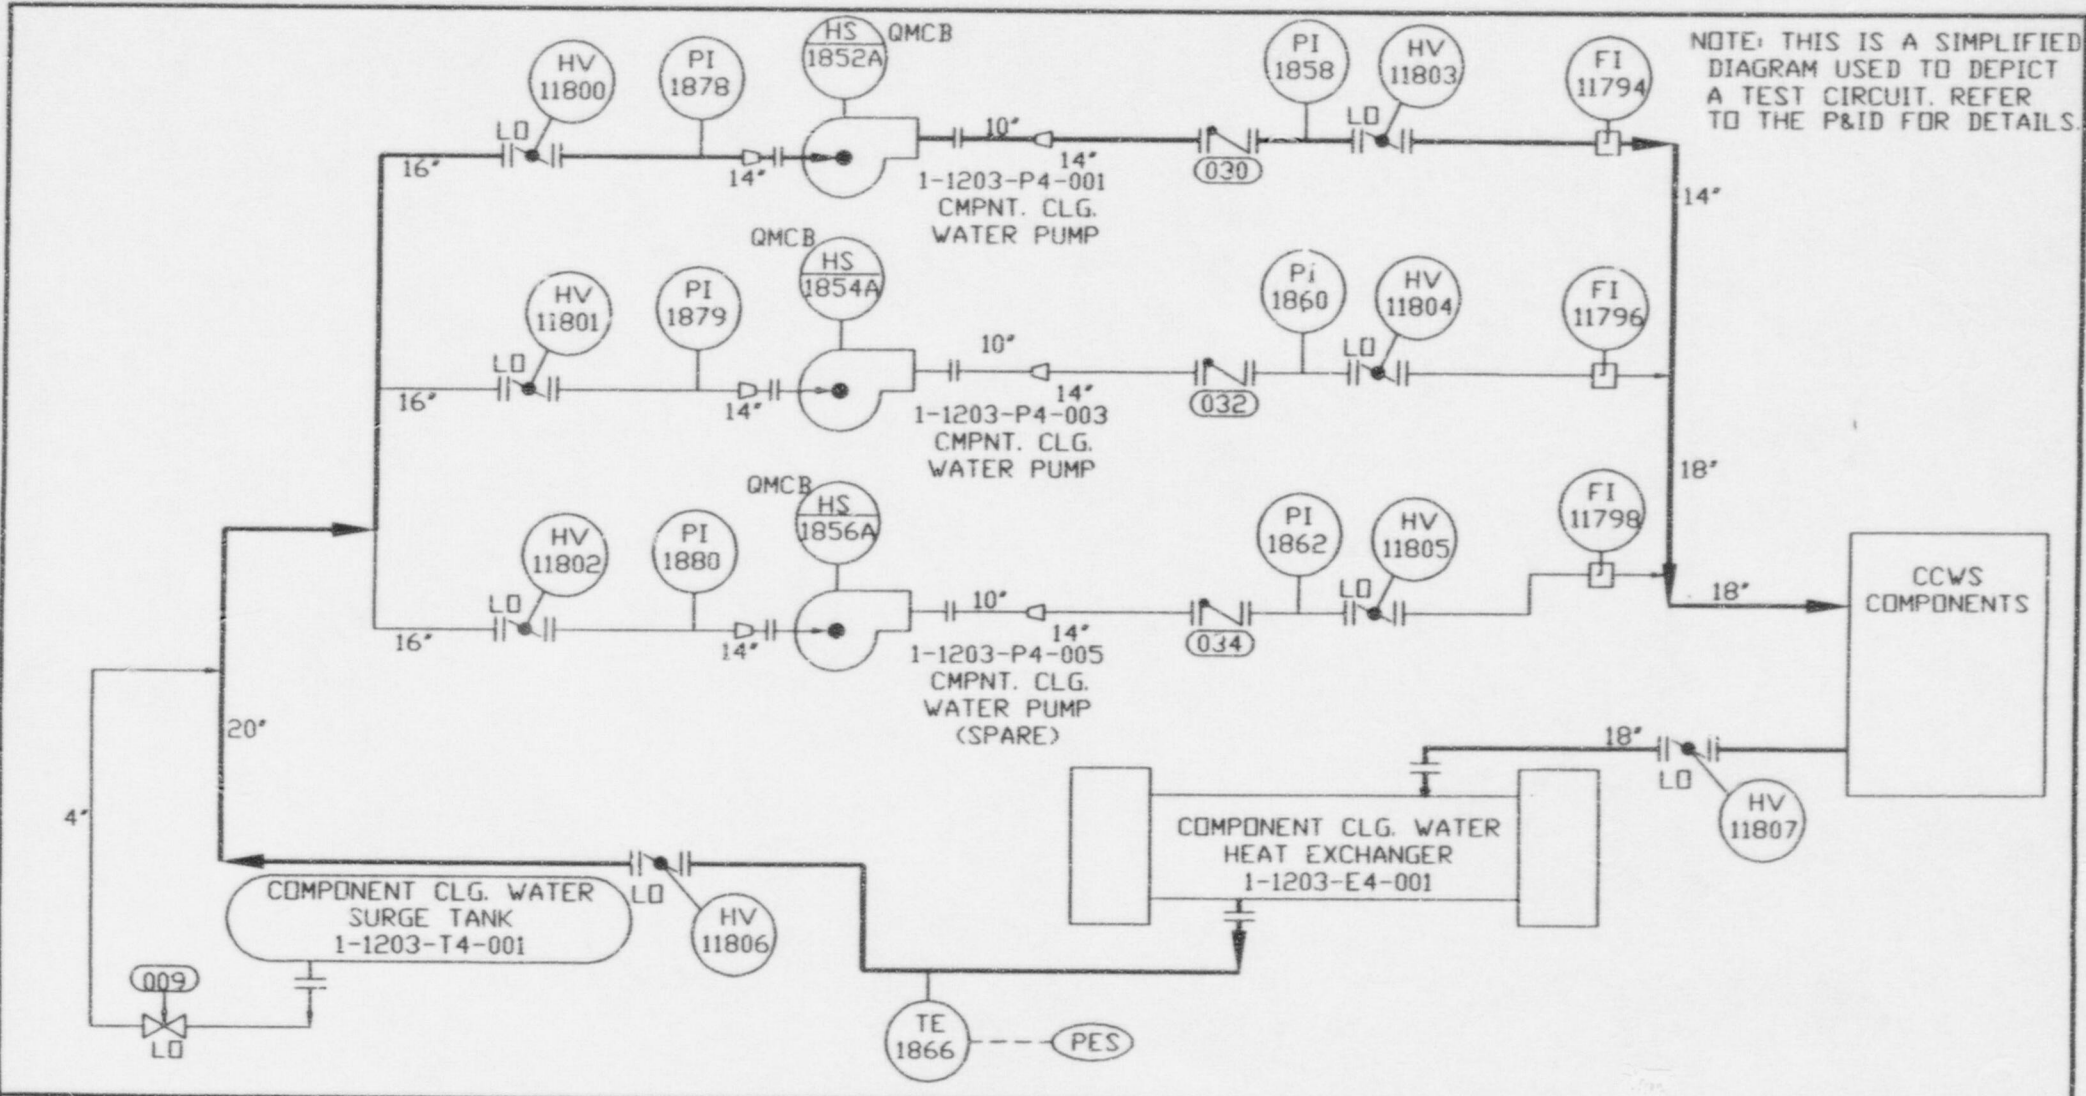 NOTE: THIS IS A SIMPLIFIED
DIAGRAM USED TO DEPICT
A TEST CIRCUIT. REFER
TO THE P&ID FOR DETAILS.
HV
11800
PI
1878
HS
1852A
QMCB
PI
1858
HV
11803
FI
11794
LO
LO
16"
14"
10"
14"
030
14"
1-1203-P4-001
CMPNT. CLG.
WATER PUMP
HV
11801
PI
1879
QMCB
HS
1854A
Pi
1860
HV
11804
FI
11796
LO
LO
16"
14"
10"
14"
032
1-1203-P4-003
CMPNT. CLG.
WATER PUMP
18"
HV
11802
PI
1880
QMCB
HS
1856A
PI
1862
HV
11805
FI
11798
LO
LO
16"
14"
10"
14"
034
1-1203-P4-005
CMPNT. CLG.
WATER PUMP
(SPARE)
18"
CCWS
COMPONENTS
20"
4"
18"
LO
HV
11807
COMPONENT CLG. WATER
HEAT EXCHANGER
1-1203-E4-001
COMPONENT CLG. WATER
SURGE TANK
1-1203-T4-001
LO
HV
11806
009
LO
TE
1866
PES